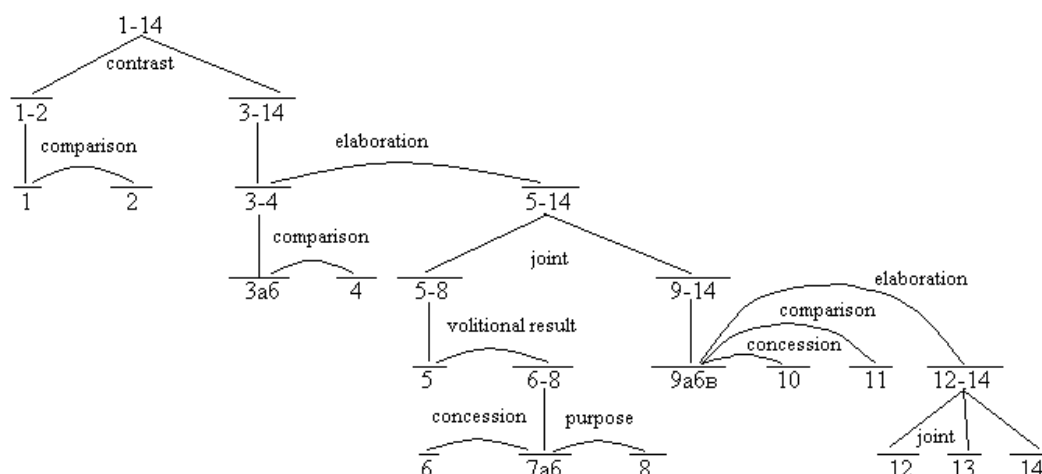 1-14
contrast
1-2 3-14
comparison elaboration
1 2 3-4 5-14
comparison joint elaboration
3аб 4 5-8 9-14
volitional result comparison
concession
5 6-8 9абв 10 11 12-14
concession purpose joint
6 7аб 8 12 13 14